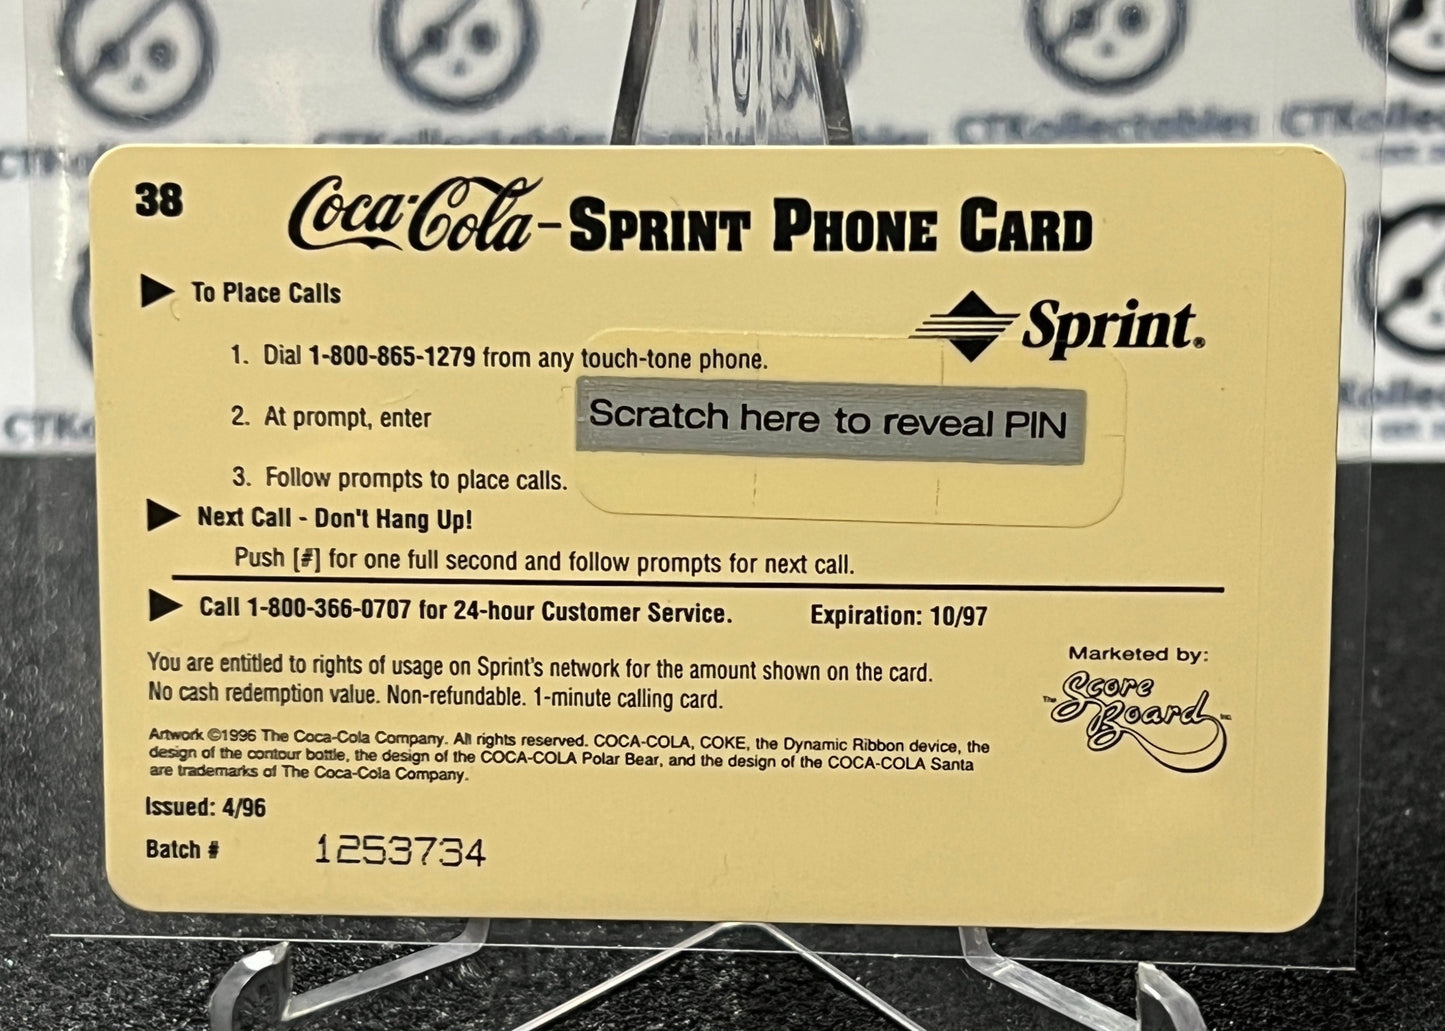 CTKollectables CTKollec
38
Coca-Cola-SPRINT PHONE CARD
To Place Calls
Sprint.
1. Dial 1-800-865-1279 from any touch-tone phone.
2. At prompt, enter
Scratch here to reveal PIN
3. Follow prompts to place calls.
Next Call - Don't Hang Up!
Push [#] for one full second and follow prompts for next call.
Call 1-800-366-0707 for 24-hour Customer Service. Expiration: 10/97
You are entitled to rights of usage on Sprint's network for the amount shown on the card.
No cash redemption value. Non-refundable. 1-minute calling card.
Marketed by:
The Score Board Inc.
Artwork ©1996 The Coca-Cola Company. All rights reserved. COCA-COLA, COKE, the Dynamic Ribbon device, the
design of the contour bottle, the design of the COCA-COLA Polar Bear, and the design of the COCA-COLA Santa
are trademarks of The Coca-Cola Company.
Issued: 4/96
Batch # 1253734